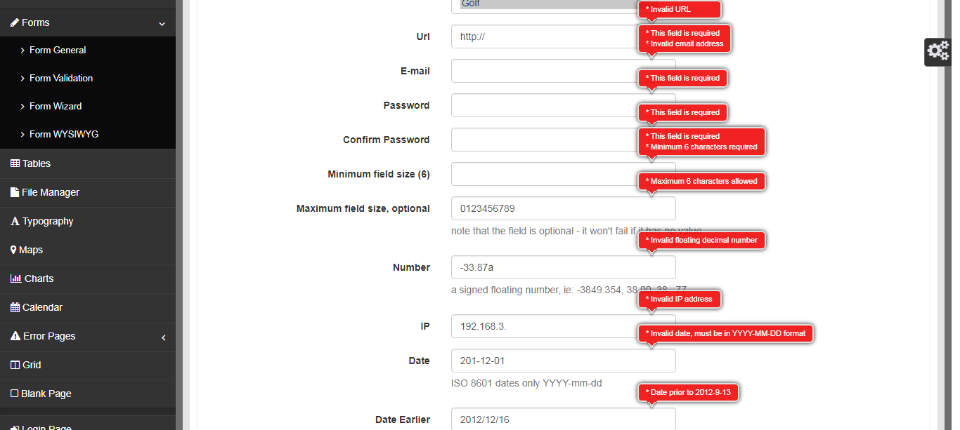 Forms
Form General
Form Validation
Form Wizard
Form WYSIWYG
Tables
File Manager
Typography
Maps
Charts
Calendar
Error Pages
Grid
Blank Page
Login Page
Golf
* Invalid URL
Url
http://
* This field is required
* Invalid email address
E-mail
* This field is required
Password
* This field is required
Confirm Password
* This field is required
* Minimum 6 characters required
Minimum field size (6)
* Maximum 6 characters allowed
Maximum field size, optional
0123456789
note that the field is optional - it won't fail if it has no value
* Invalid floating decimal number
Number
-33.87a
a signed floating number, ie: -3849.354, 38.00, 38, .77
* Invalid IP address
IP
192.168.3.
* Invalid date, must be in YYYY-MM-DD format
Date
201-12-01
ISO 8601 dates only YYYY-mm-dd
* Date prior to 2012-9-13
Date Earlier
2012/12/16